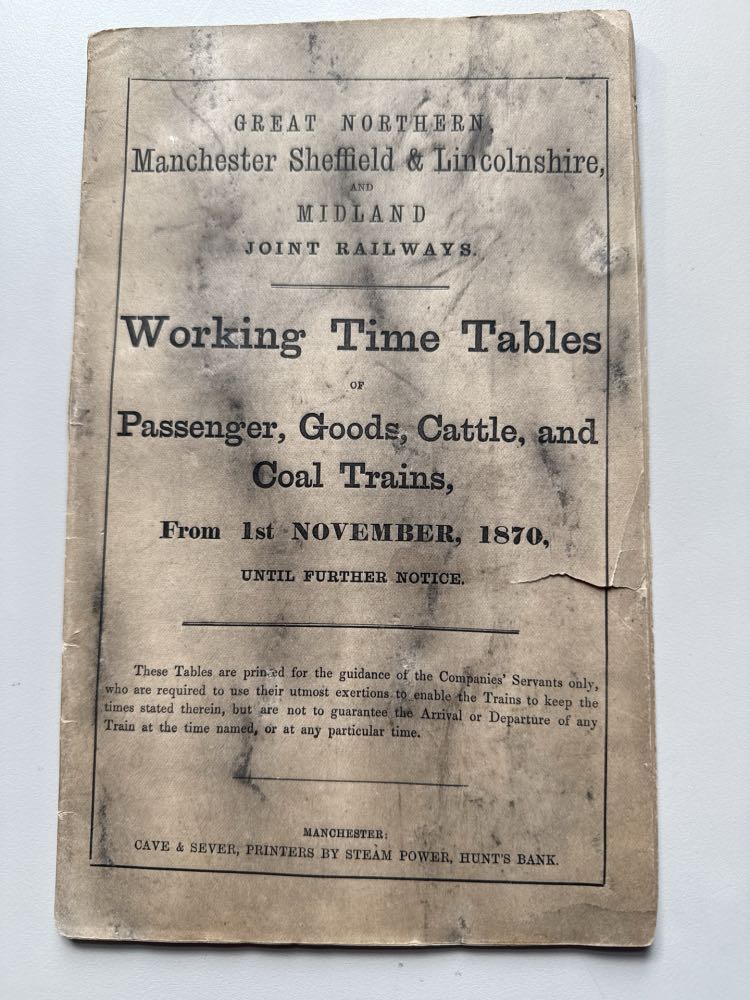 GREAT NORTHERN,
Manchester Sheffield & Lincolnshire,
AND
MIDLAND
JOINT RAILWAYS.
Working Time Tables
OF
Passenger, Goods, Cattle, and
Coal Trains,
From 1st NOVEMBER, 1870,
UNTIL FURTHER NOTICE.
These Tables are printed for the guidance of the Companies' Servants only,
who are required to use their utmost exertions to enable the Trains to keep the
times stated therein, but are not to guarantee the Arrival or Departure of any
Train at the time named, or at any particular time.
MANCHESTER:
CAVE & SEVER, PRINTERS BY STEAM POWER, HUNT'S BANK.